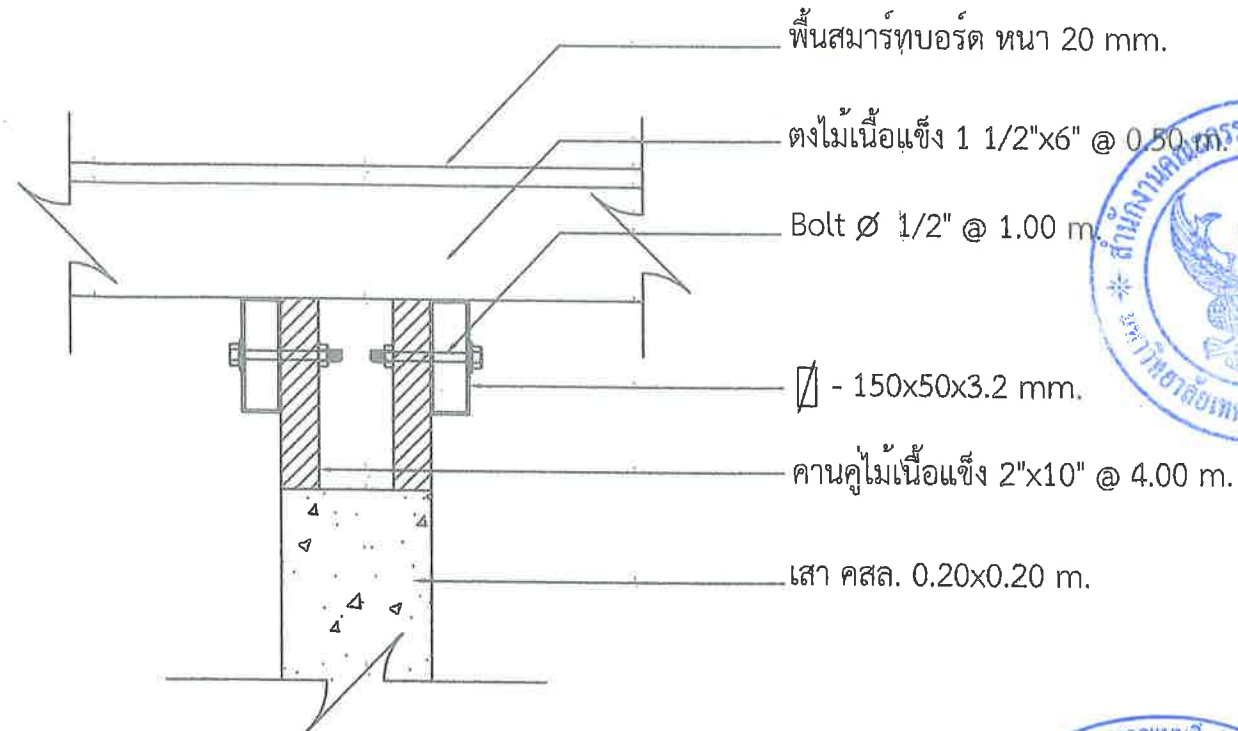 พื้นสมาร์ทบอร์ด หนา 20 mm.
ตงไม้เนื้อแข็ง 1 1/2"x6" @ 0.50 m.
Bolt Ø 1/2" @ 1.00 m.
- 150x50x3.2 mm.
คานคู่ไม้เนื้อแข็ง 2"x10" @ 4.00 m.
เสา คสล. 0.20x0.20 m.